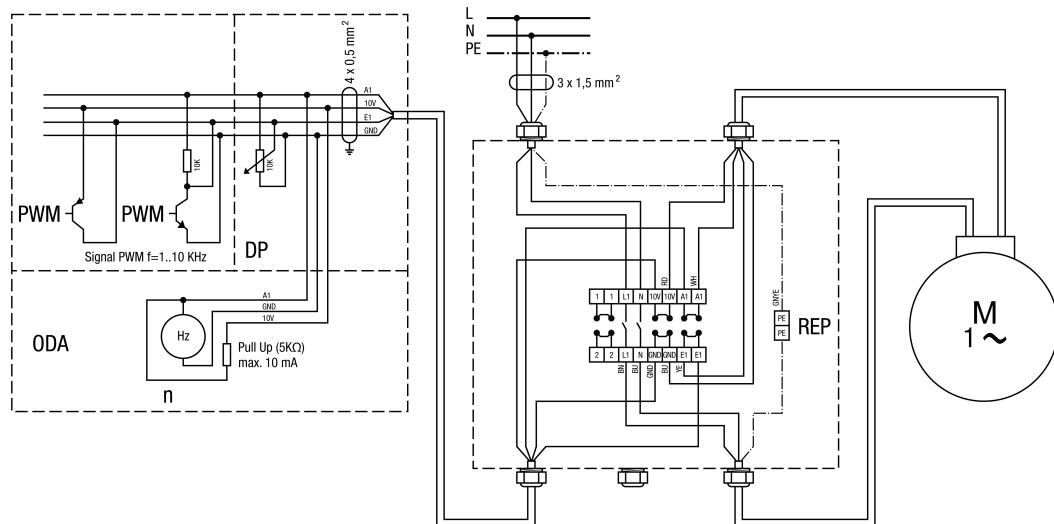 L
N
PE
3 x 1,5 mm²
4 x 0,5 mm²
A1
10V
E1
GND
10K
10K
PWM
PWM
DP
Signal PWM f=1..10 KHz
A1
GND
10V
ODA
Hz
Pull Up (5KΩ)
max. 10 mA
n
RD
WH
GNYE
1 1 L1 N 10V 10V A1 A1
PE
PE
REP
2 2 L1 N GND GND E1 E1
BN BU GND BU YE
M
1 ~